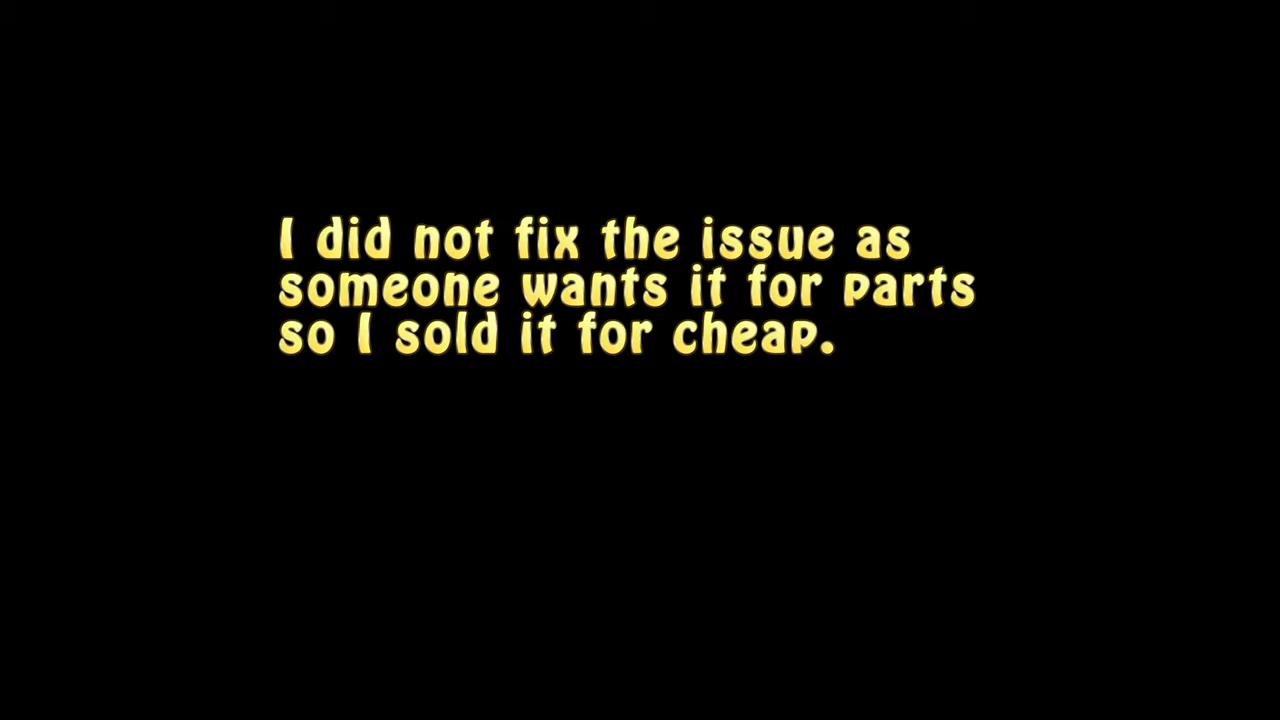 I did not fix the issue as
someone wants it for parts
so I sold it for cheap.